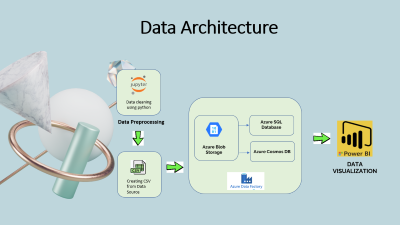 Data Architecture
jupyter
Data cleaning
using python
Data Preprocessing
Creating CSV
from Data
Source
Azure Blob
Storage
Azure SQL
Database
Azure Cosmos DB
Azure Data Factory
Power BI
DATA
VISUALIZATION